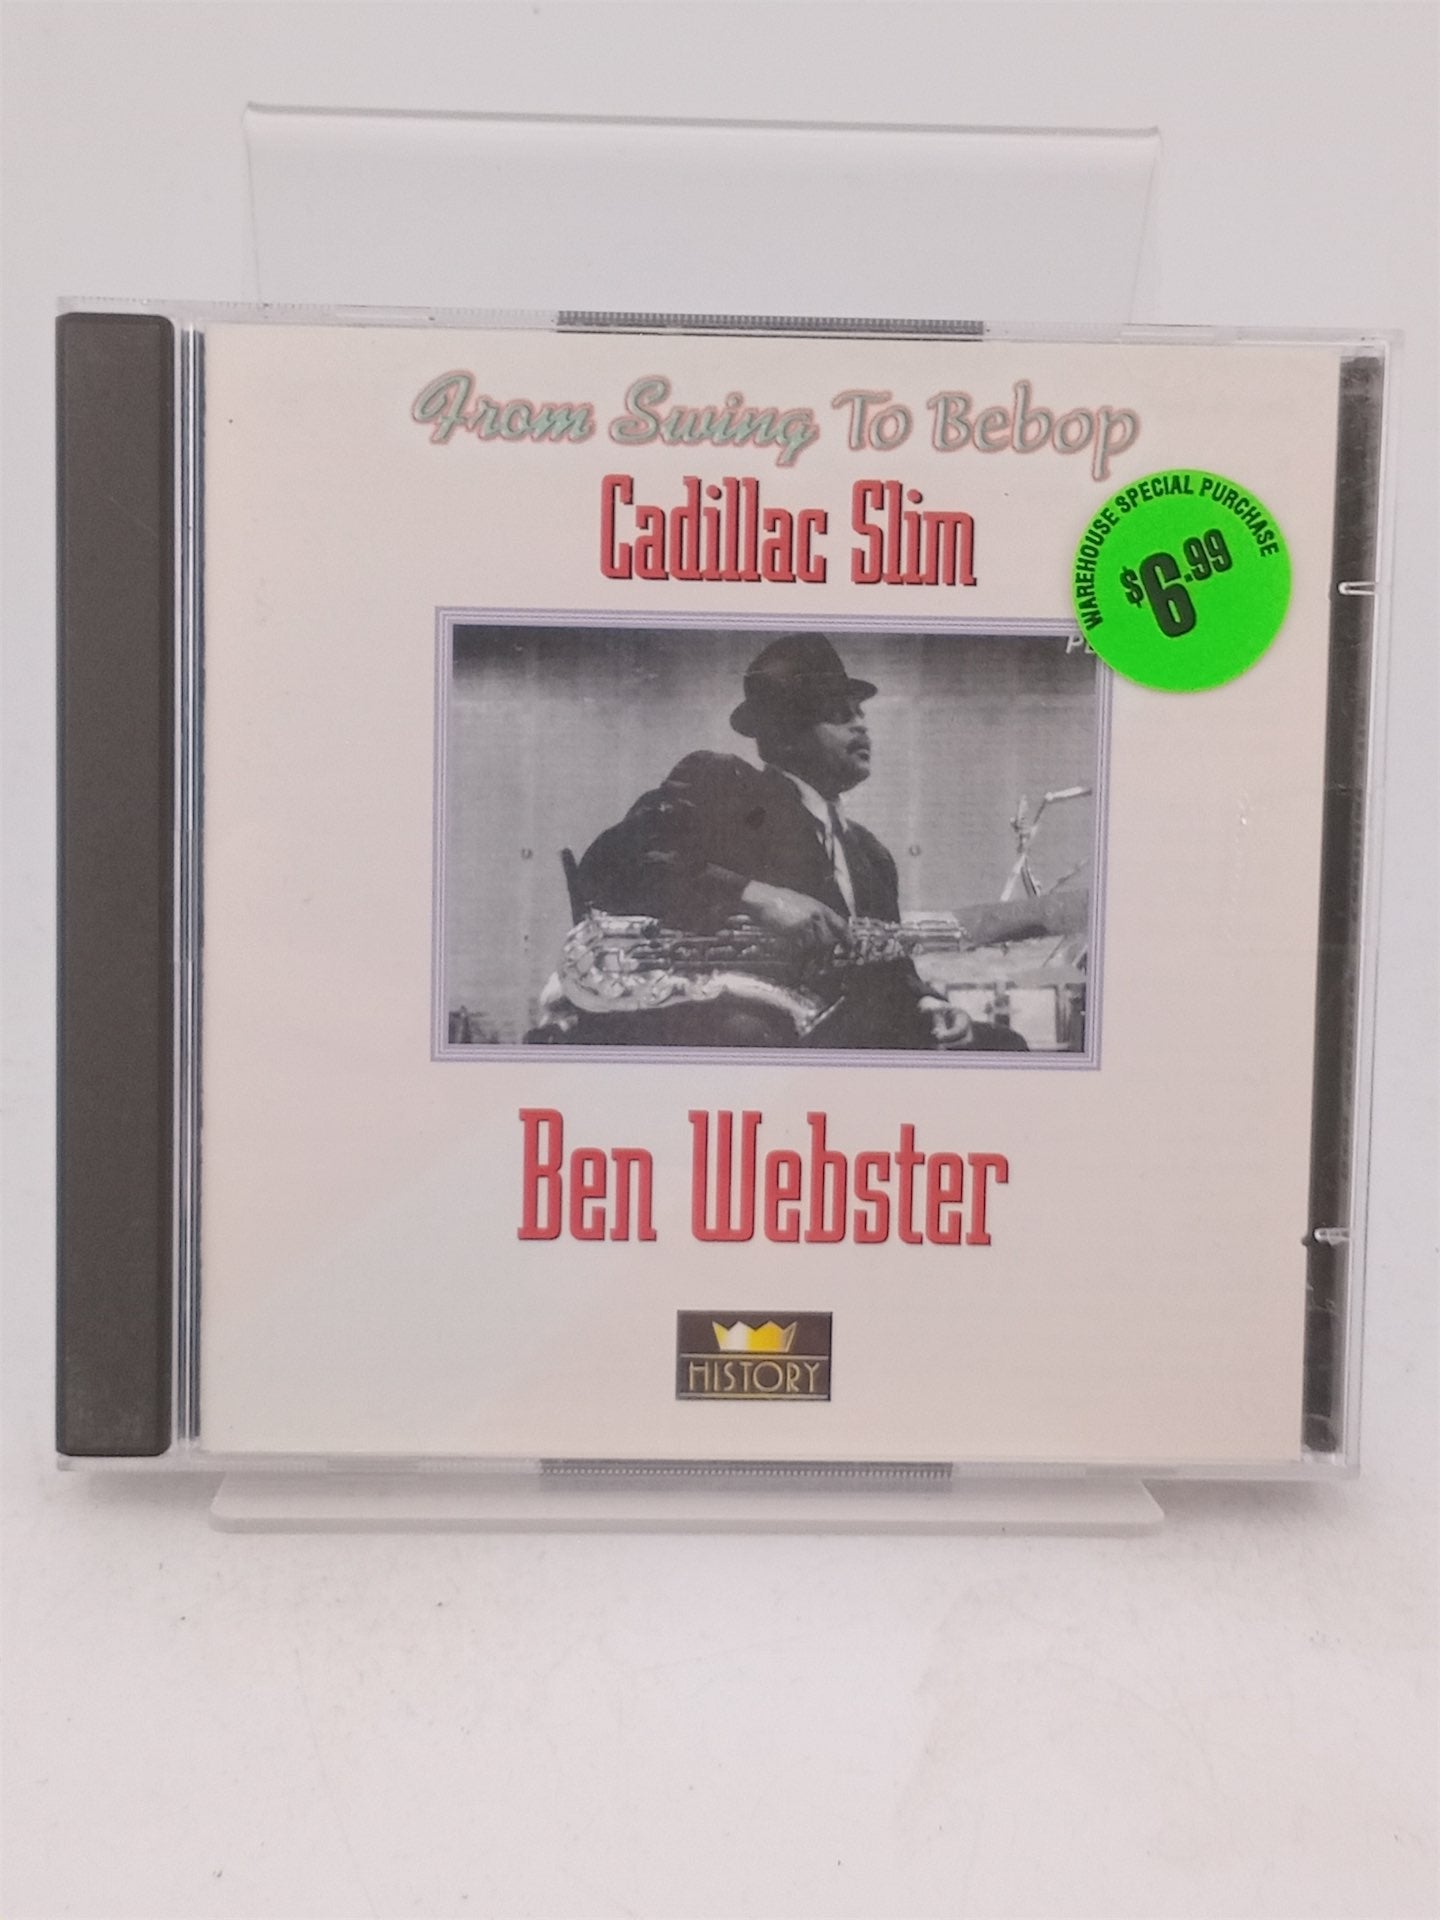 From Swing To Bebop
Cadillac Slim
WAREHOUSE SPECIAL PURCHASE
$6.99
Ben Webster
HISTORY